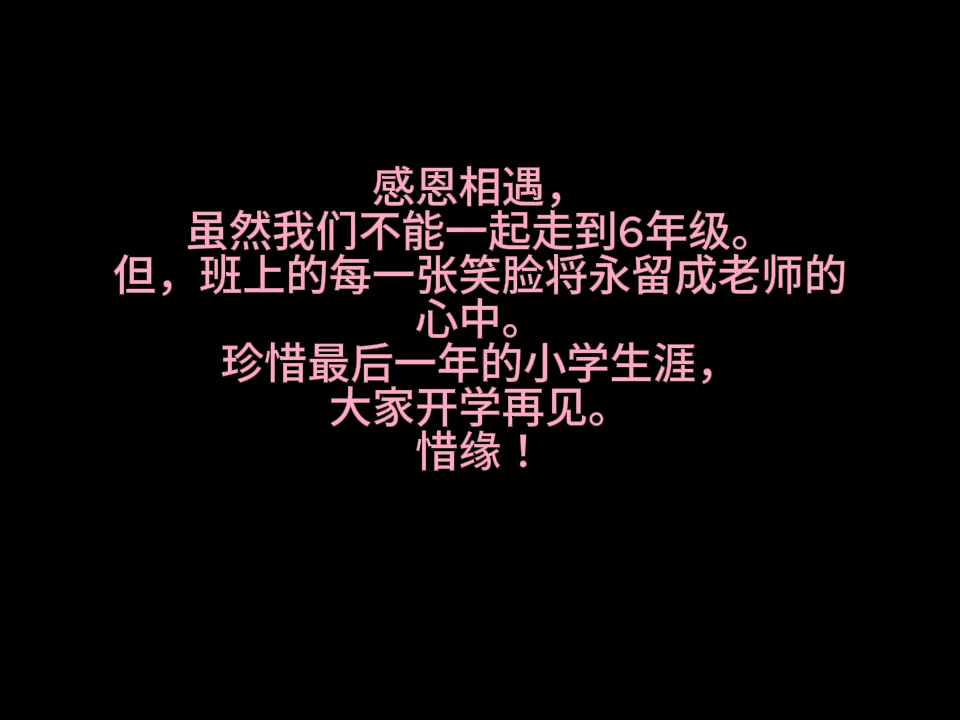 感恩相遇，
虽然我们不能一起走到6年级。
但，班上的每一张笑脸将永留成老师的
心中。
珍惜最后一年的小学生涯，
大家开学再见。
惜缘！